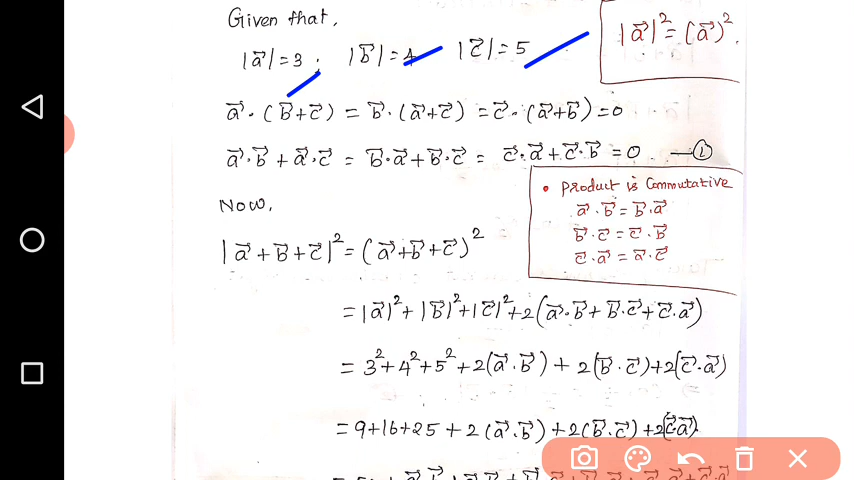 Given that,
|a⃗|=3 ; |b⃗|=4 |c⃗|=5
|a⃗|² = (a⃗)².
a⃗·(b⃗+c⃗) = b⃗·(a⃗+c⃗) = c⃗·(a⃗+b⃗) = 0
a⃗·b⃗ + a⃗·c⃗ = b⃗·a⃗ + b⃗·c⃗ = c⃗·a⃗ + c⃗·b⃗ = 0 —①
• Product is Commutative
a⃗·b⃗ = b⃗·a⃗
b⃗·c⃗ = c⃗·b⃗
c⃗·a⃗ = a⃗·c⃗
Now,
|a⃗+b⃗+c⃗|² = (a⃗+b⃗+c⃗)²
= |a⃗|²+|b⃗|²+|c⃗|²+2(a⃗·b⃗+b⃗·c⃗+c⃗·a⃗)
= 3²+4²+5²+2(a⃗·b⃗)+2(b⃗·c⃗)+2(c⃗·a⃗)
= 9+16+25+2(a⃗·b⃗)+2(b⃗·c⃗)+2(c⃗·a⃗)